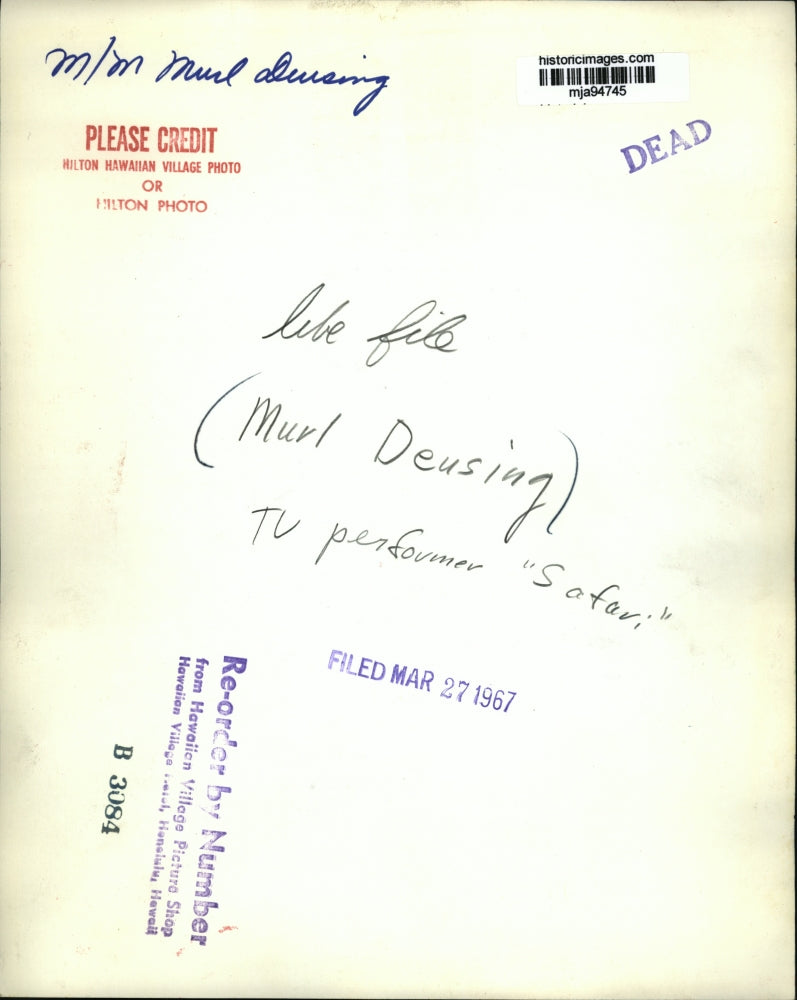 M/M Murl Deusing
historicimages.com
mja94745
PLEASE CREDIT
HILTON HAWAIIAN VILLAGE PHOTO
OR
HILTON PHOTO
DEAD
libe file
(Murl Deusing)
TV performer "Safari"
FILED MAR 27 1967
Re-order by Number
from Hawaiian Village Picture Shop
Hawaiian Village Hotel, Honolulu, Hawaii
B 3084